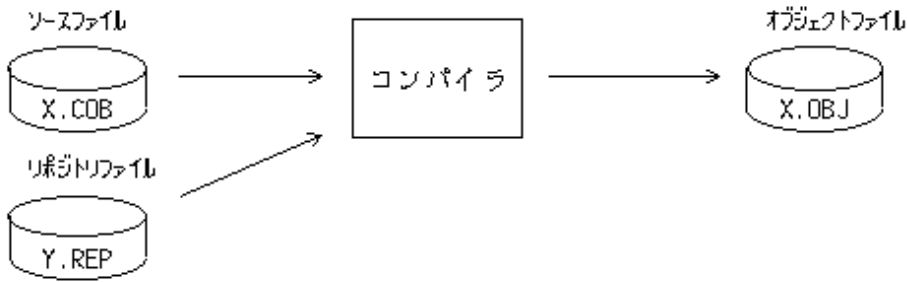 ソースファイル
オブジェクトファイル
コンパイラ
X.COB
X.OBJ
リポジトリファイル
Y.REP